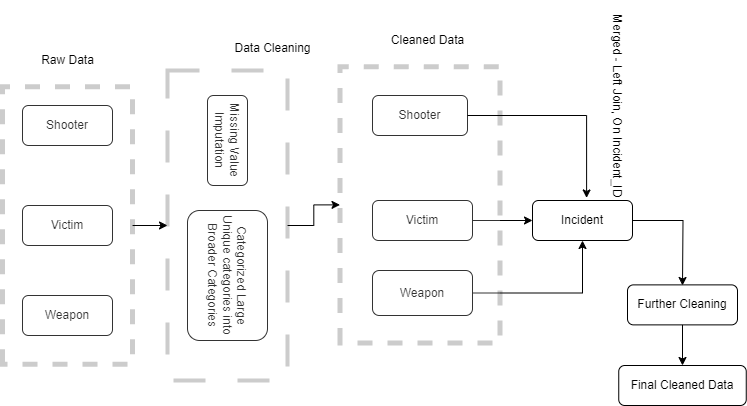 Raw Data
Shooter
Victim
Weapon
Data Cleaning
Missing Value
Imputation
Categorized Large
Unique categories into
Broader Categories
Cleaned Data
Shooter
Victim
Weapon
Merged - Left Join, On Incident_ID
Incident
Further Cleaning
Final Cleaned Data